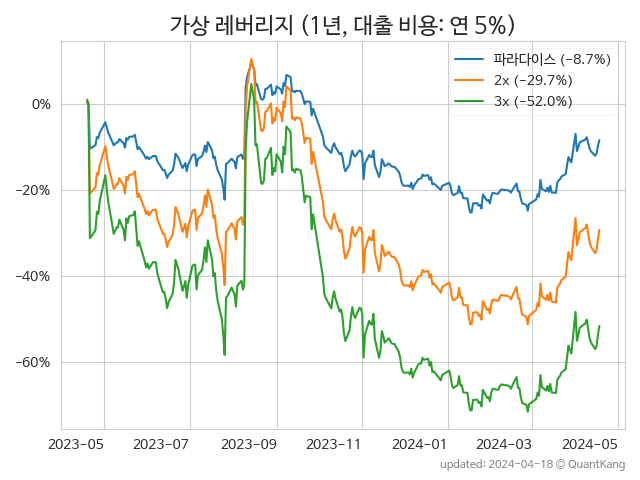 가상 레버리지 (1년, 대출 비용: 연 5%)
파라다이스 (−8.7%)
2x (−29.7%)
3x (−52.0%)
0%
−20%
−40%
−60%
2023-05 2023-07 2023-09 2023-11 2024-01 2024-03 2024-05
updated: 2024-04-18 © QuantKang